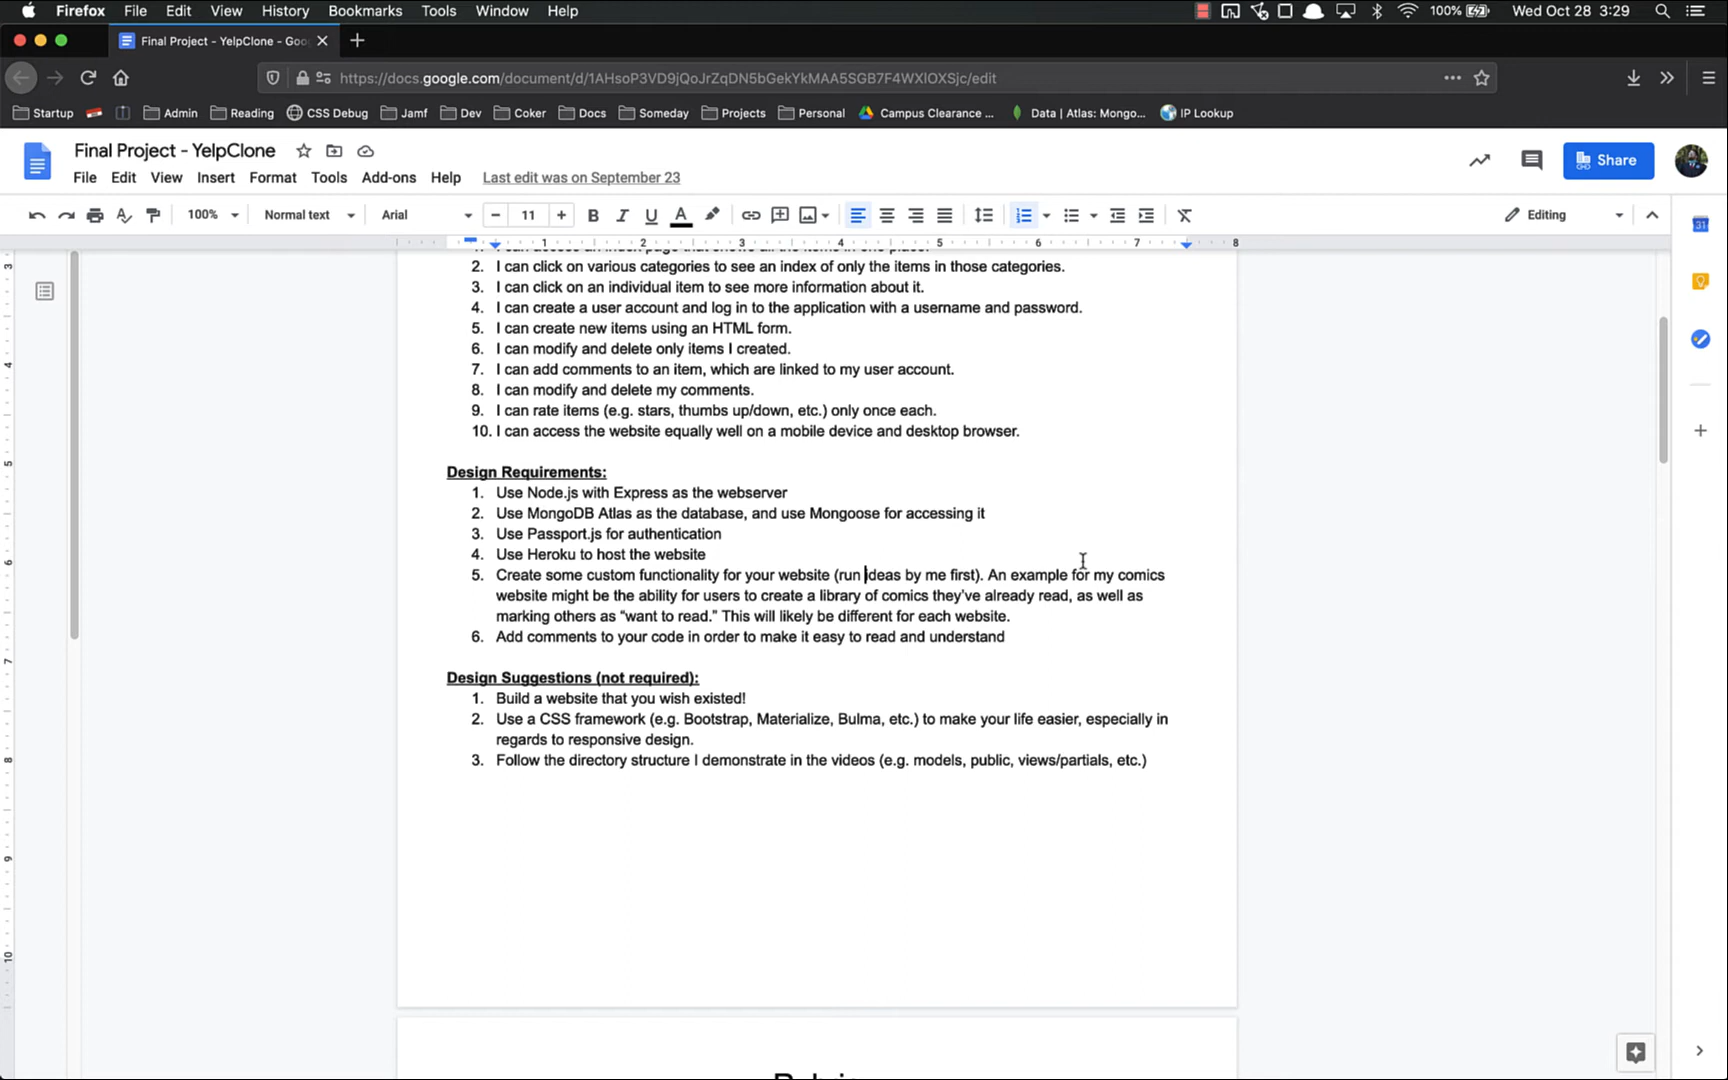 Firefox File Edit View History Bookmarks Tools Window Help 100% Wed Oct 28 3:29
Final Project - YelpClone - Goo
https://docs.google.com/document/d/1AHsoP3VD9jQoJrZqDN5bGekYkMAA5SGB7F4WXlOXSjc/edit
Startup Admin Reading CSS Debug Jamf Dev Coker Docs Someday Projects Personal Campus Clearance ... Data | Atlas: Mongo... IP Lookup
Final Project - YelpClone
Share
File Edit View Insert Format Tools Add-ons Help Last edit was on September 23
100% Normal text Arial 11 B I U A Editing
1 2 3 4 5 6 7 8
2. I can click on various categories to see an index of only the items in those categories.
3. I can click on an individual item to see more information about it.
4. I can create a user account and log in to the application with a username and password.
5. I can create new items using an HTML form.
6. I can modify and delete only items I created.
7. I can add comments to an item, which are linked to my user account.
8. I can modify and delete my comments.
9. I can rate items (e.g. stars, thumbs up/down, etc.) only once each.
10. I can access the website equally well on a mobile device and desktop browser.
Design Requirements:
1. Use Node.js with Express as the webserver
2. Use MongoDB Atlas as the database, and use Mongoose for accessing it
3. Use Passport.js for authentication
4. Use Heroku to host the website
5. Create some custom functionality for your website (run ideas by me first). An example for my comics
website might be the ability for users to create a library of comics they've already read, as well as
marking others as “want to read.” This will likely be different for each website.
6. Add comments to your code in order to make it easy to read and understand
Design Suggestions (not required):
1. Build a website that you wish existed!
2. Use a CSS framework (e.g. Bootstrap, Materialize, Bulma, etc.) to make your life easier, especially in
regards to responsive design.
3. Follow the directory structure I demonstrate in the videos (e.g. models, public, views/partials, etc.)